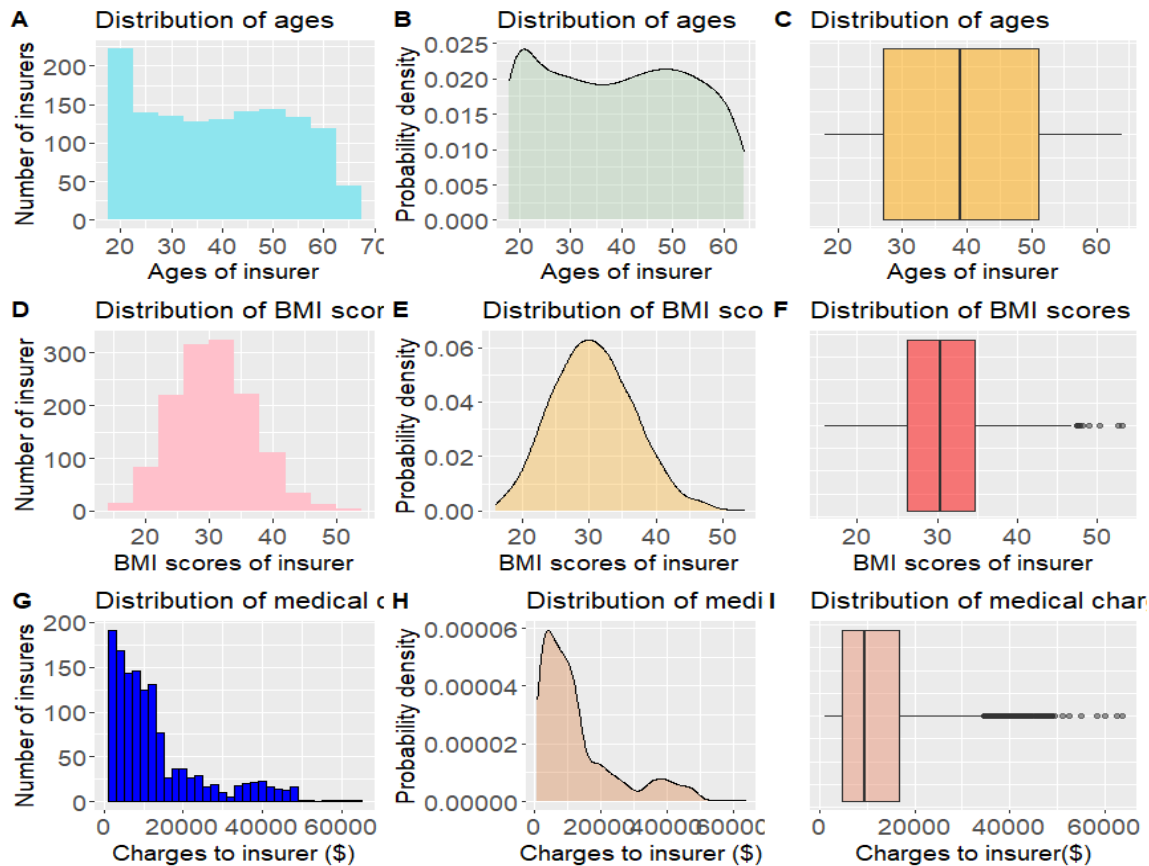 A Distribution of ages
Number of insurers
200
150
100
50
0
20 30 40 50 60 70
Ages of insurer
B Distribution of ages
Probability density
0.025
0.020
0.015
0.010
0.005
0.000
20 30 40 50 60
Ages of insurer
C Distribution of ages
20 30 40 50 60
Ages of insurer
D Distribution of BMI scor
Number of insurer
300
200
100
0
20 30 40 50
BMI scores of insurer
E Distribution of BMI sco
Probability density
0.06
0.04
0.02
0.00
20 30 40 50
BMI scores of insurer
F Distribution of BMI scores
20 30 40 50
BMI scores of insurer
G Distribution of medical c
Number of insurers
200
150
100
50
0
0 20000 40000 60000
Charges to insurer ($)
H Distribution of medi
Probability density
0.00006
0.00004
0.00002
0.00000
0 20000 40000 60000
Charges to insurer ($)
I Distribution of medical char
0 20000 40000 60000
Charges to insurer($)